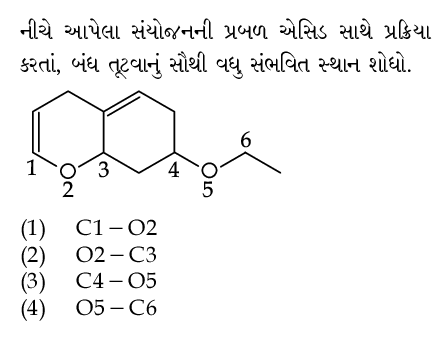 નીચે આપેલા સંયોજનની પ્રબળ એસિડ સાથે પ્રક્રિયા
કરતાં, બંધ તૂટવાનું સૌથી વધુ સંભવિત સ્થાન શોધો.
6
1 O 3 4 O
2 5
(1) C1 – O2
(2) O2 – C3
(3) C4 – O5
(4) O5 – C6